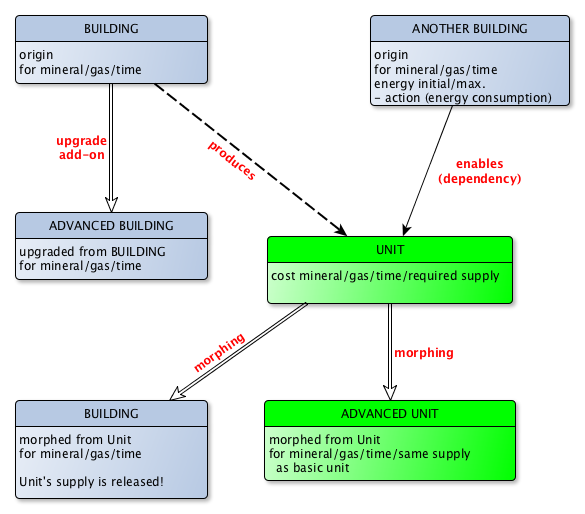 BUILDING
origin
for mineral/gas/time
ANOTHER BUILDING
origin
for mineral/gas/time
energy initial/max.
- action (energy consumption)
upgrade
add-on
produces
enables
(dependency)
ADVANCED BUILDING
upgraded from BUILDING
for mineral/gas/time
UNIT
cost mineral/gas/time/required supply
morphing
morphing
BUILDING
morphed from Unit
for mineral/gas/time
Unit's supply is released!
ADVANCED UNIT
morphed from Unit
for mineral/gas/time/same supply
as basic unit